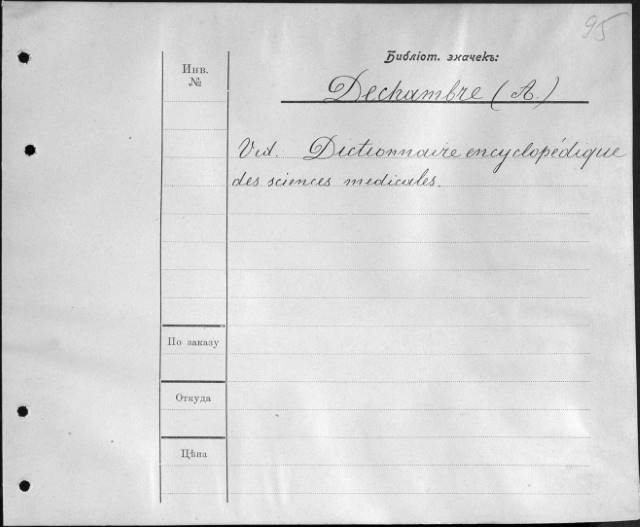 95
Библіот. значекъ:
Инв.
№
Dechambre (A.)
Vid. Dictionnaire encyclopédique
des sciences medicales.
По заказу
Откуда
Цѣна